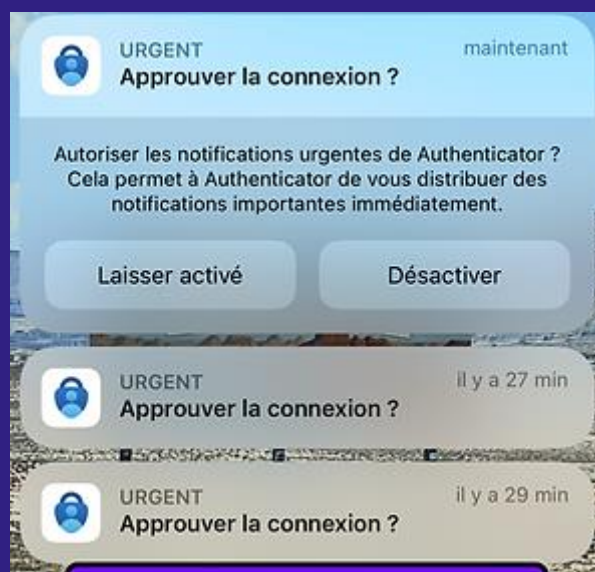 URGENT
maintenant
Approuver la connexion ?
Autoriser les notifications urgentes de Authenticator ?
Cela permet à Authenticator de vous distribuer des
notifications importantes immédiatement.
Laisser activé
Désactiver
URGENT
il y a 27 min
Approuver la connexion ?
URGENT
il y a 29 min
Approuver la connexion ?